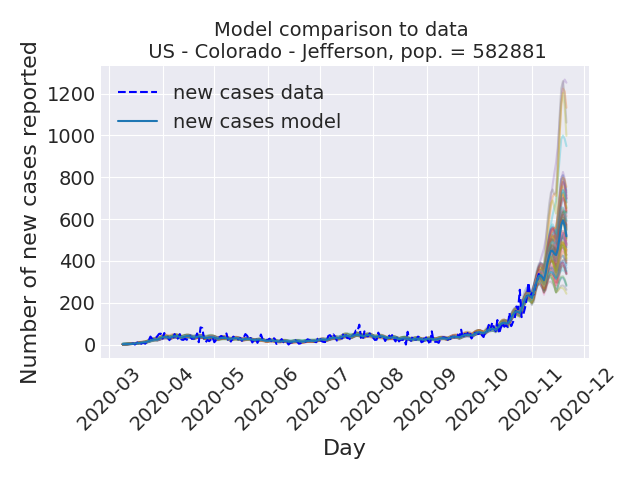 Model comparison to data
US - Colorado - Jefferson, pop. = 582881
Number of new cases reported
1200
1000
800
600
400
200
0
new cases data
new cases model
2020-03
2020-04
2020-05
2020-06
2020-07
2020-08
2020-09
2020-10
2020-11
2020-12
Day